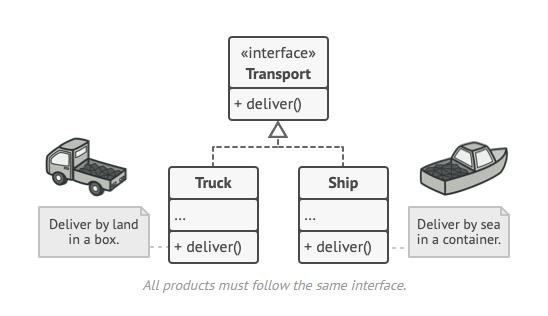 «interface»
Transport
+ deliver()
Truck
...
+ deliver()
Ship
...
+ deliver()
Deliver by land
in a box.
Deliver by sea
in a container.
All products must follow the same interface.